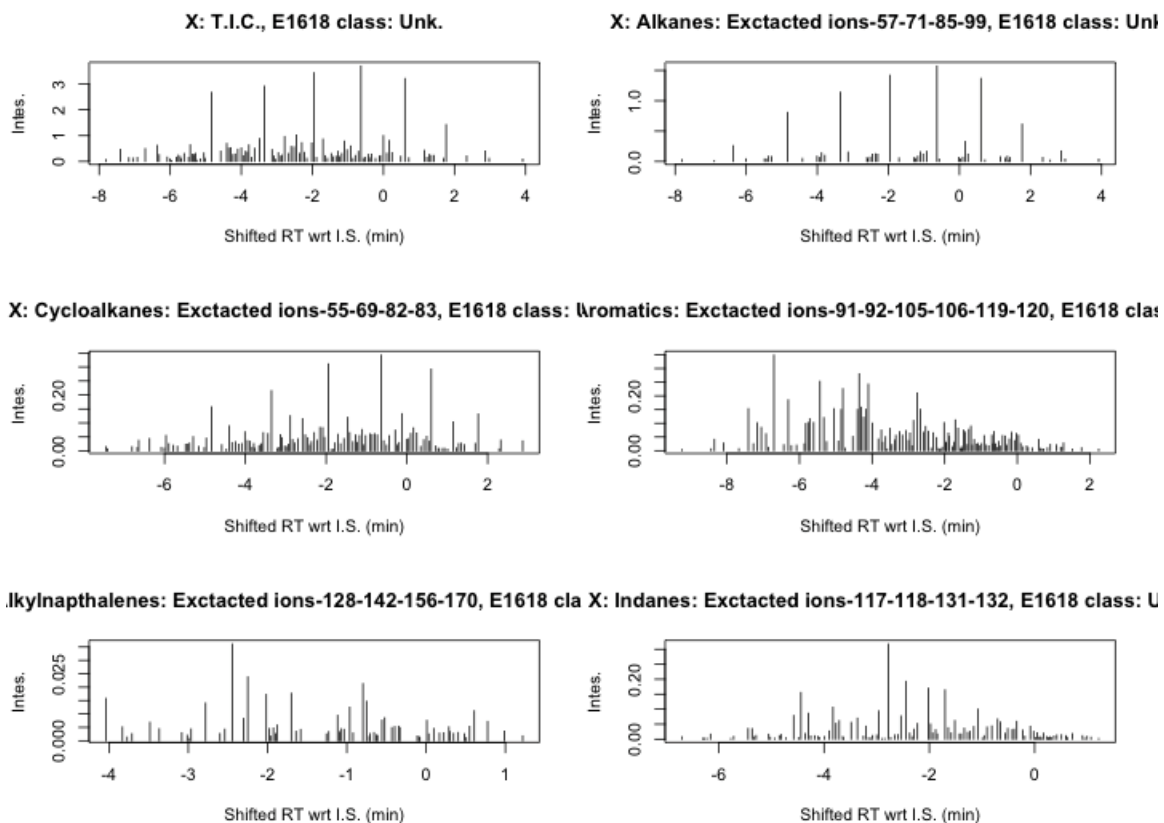 X: T.I.C., E1618 class: Unk.
X: Alkanes: Exctacted ions-57-71-85-99, E1618 class: Unk
Intes.
0 1 2 3
-8 -6 -4 -2 0 2 4
Shifted RT wrt I.S. (min)
Intes.
0.0 1.0
-8 -6 -4 -2 0 2 4
Shifted RT wrt I.S. (min)
X: Cycloalkanes: Exctacted ions-55-69-82-83, E1618 class: U
Aromatics: Exctacted ions-91-92-105-106-119-120, E1618 clas
Intes.
0.00 0.20
-6 -4 -2 0 2
Shifted RT wrt I.S. (min)
Intes.
0.00 0.20
-8 -6 -4 -2 0 2
Shifted RT wrt I.S. (min)
lkylnapthalenes: Exctacted ions-128-142-156-170, E1618 cla
X: Indanes: Exctacted ions-117-118-131-132, E1618 class: U
Intes.
0.000 0.025
-4 -3 -2 -1 0 1
Shifted RT wrt I.S. (min)
Intes.
0.00 0.20
-6 -4 -2 0
Shifted RT wrt I.S. (min)